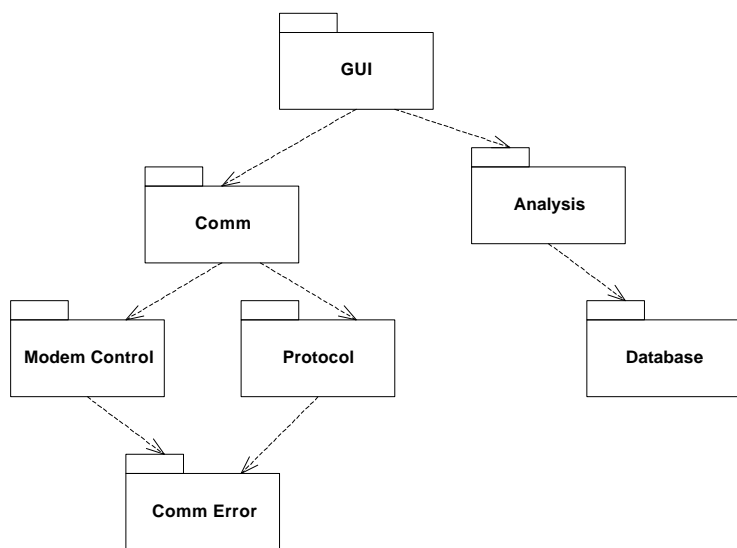 GUI
Analysis
Comm
Modem Control
Protocol
Database
Comm Error